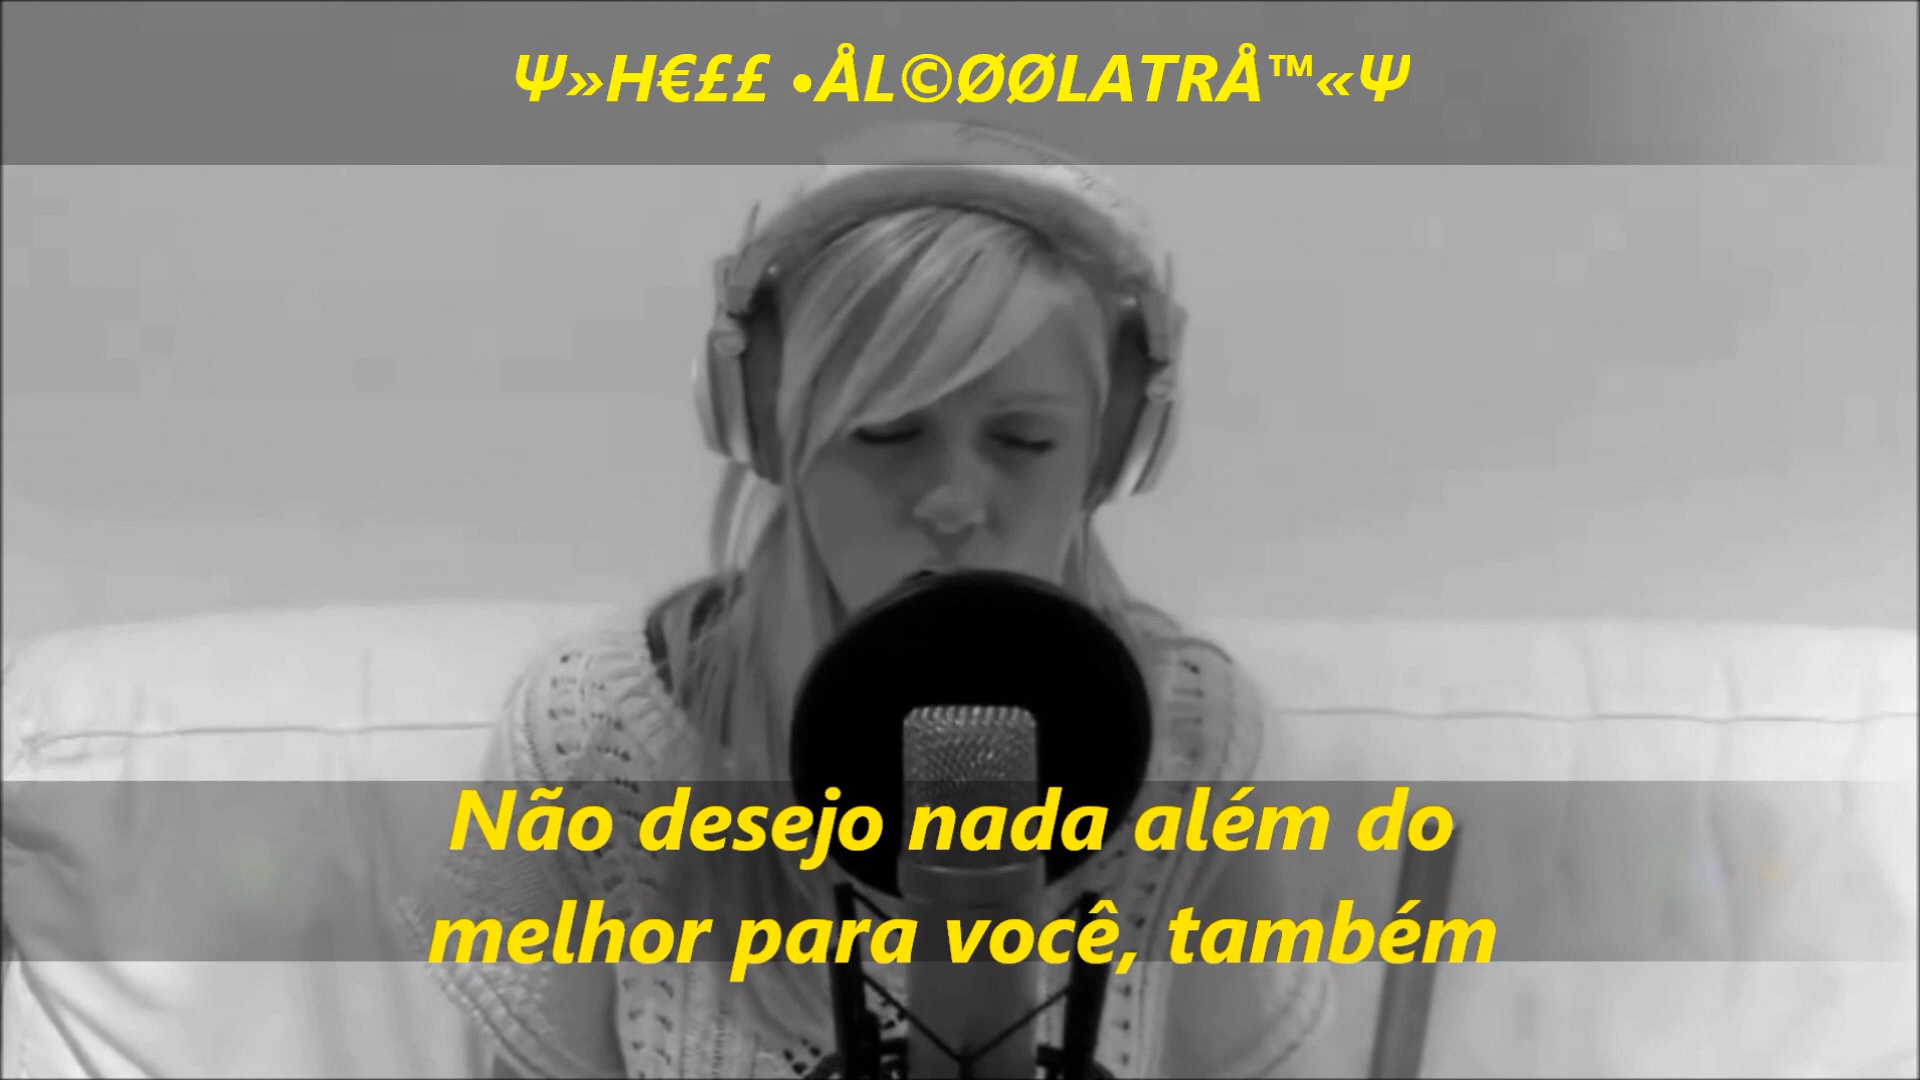 Ψ»H€££ •ÅL©ØØLATRÅ™«Ψ
Não desejo nada além do
melhor para você, também